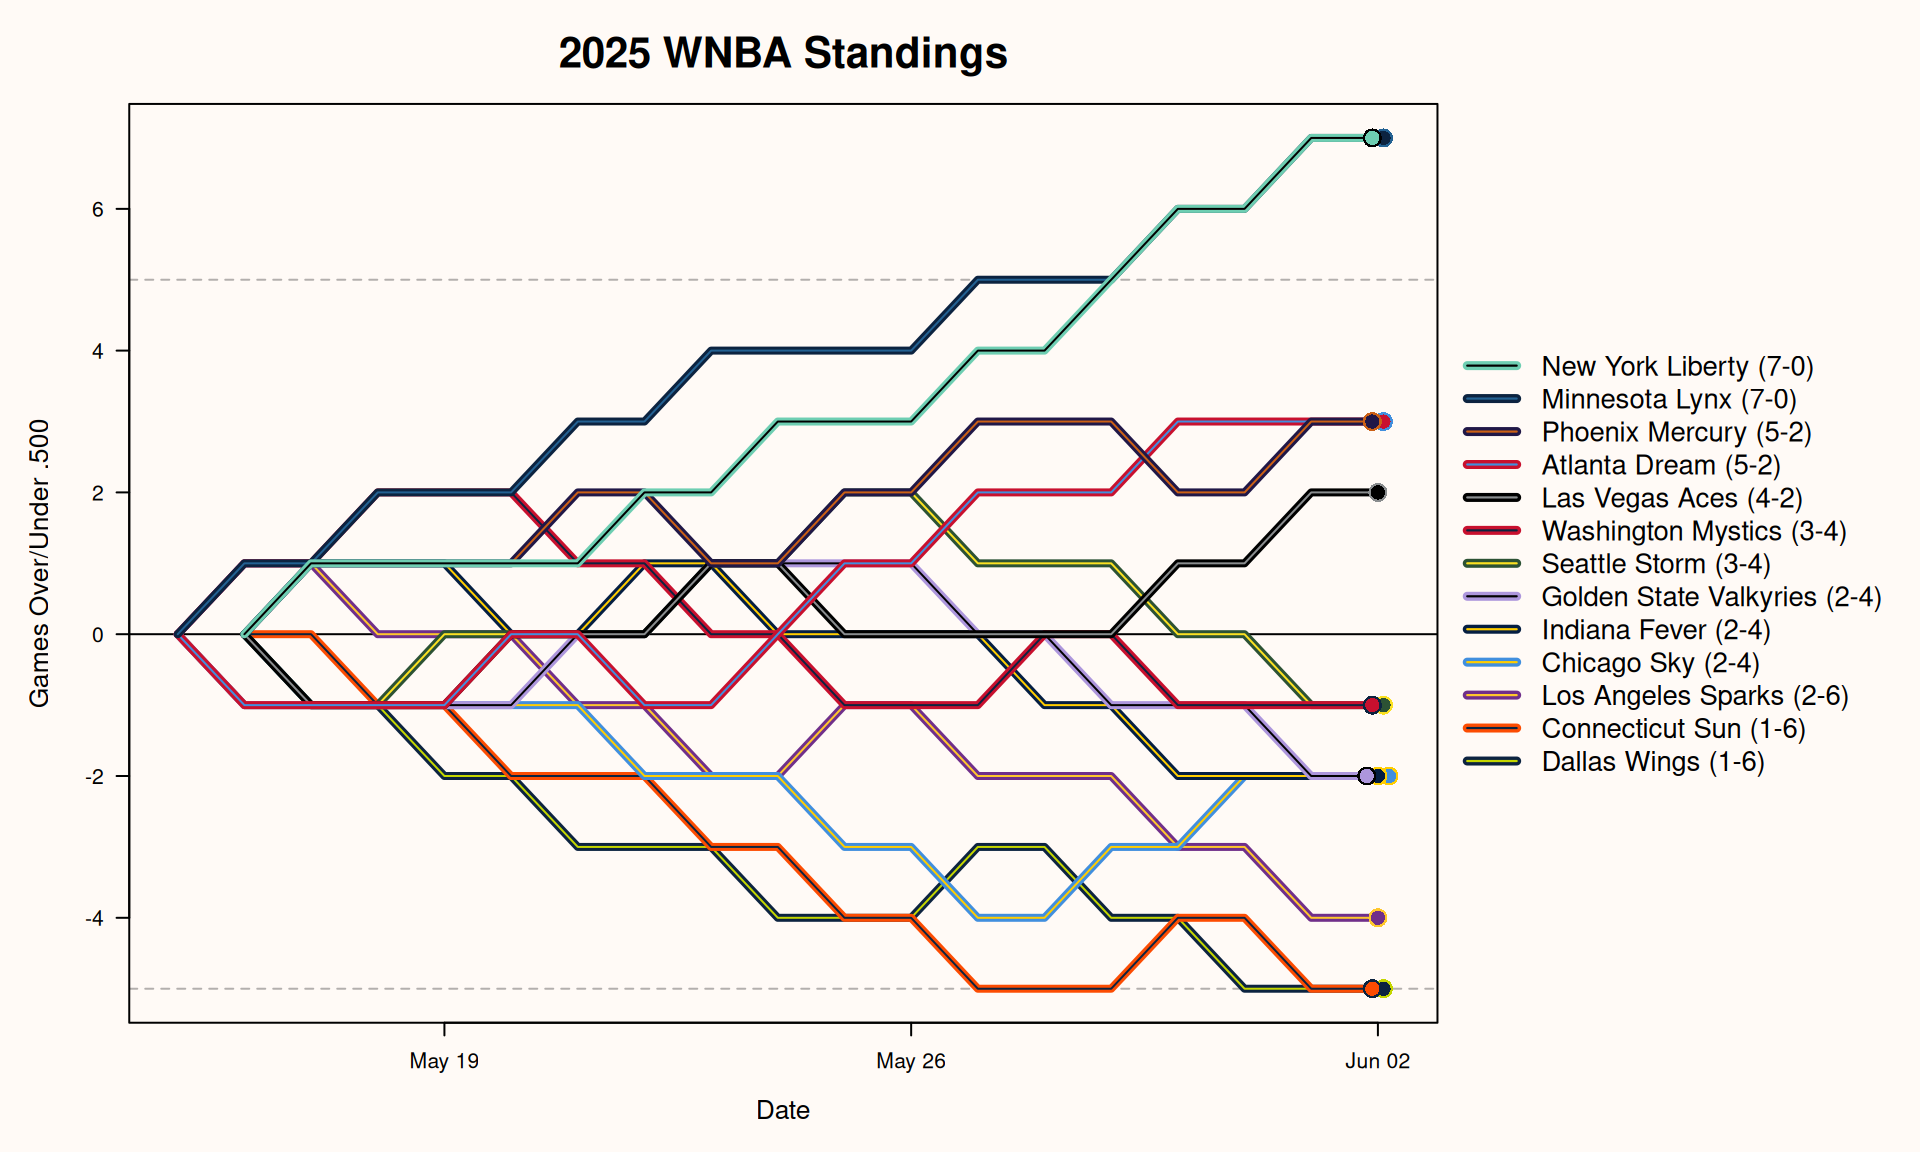 2025 WNBA Standings
Games Over/Under .500
6
4
2
0
-2
-4
May 19
May 26
Jun 02
Date
New York Liberty (7-0)
Minnesota Lynx (7-0)
Phoenix Mercury (5-2)
Atlanta Dream (5-2)
Las Vegas Aces (4-2)
Washington Mystics (3-4)
Seattle Storm (3-4)
Golden State Valkyries (2-4)
Indiana Fever (2-4)
Chicago Sky (2-4)
Los Angeles Sparks (2-6)
Connecticut Sun (1-6)
Dallas Wings (1-6)